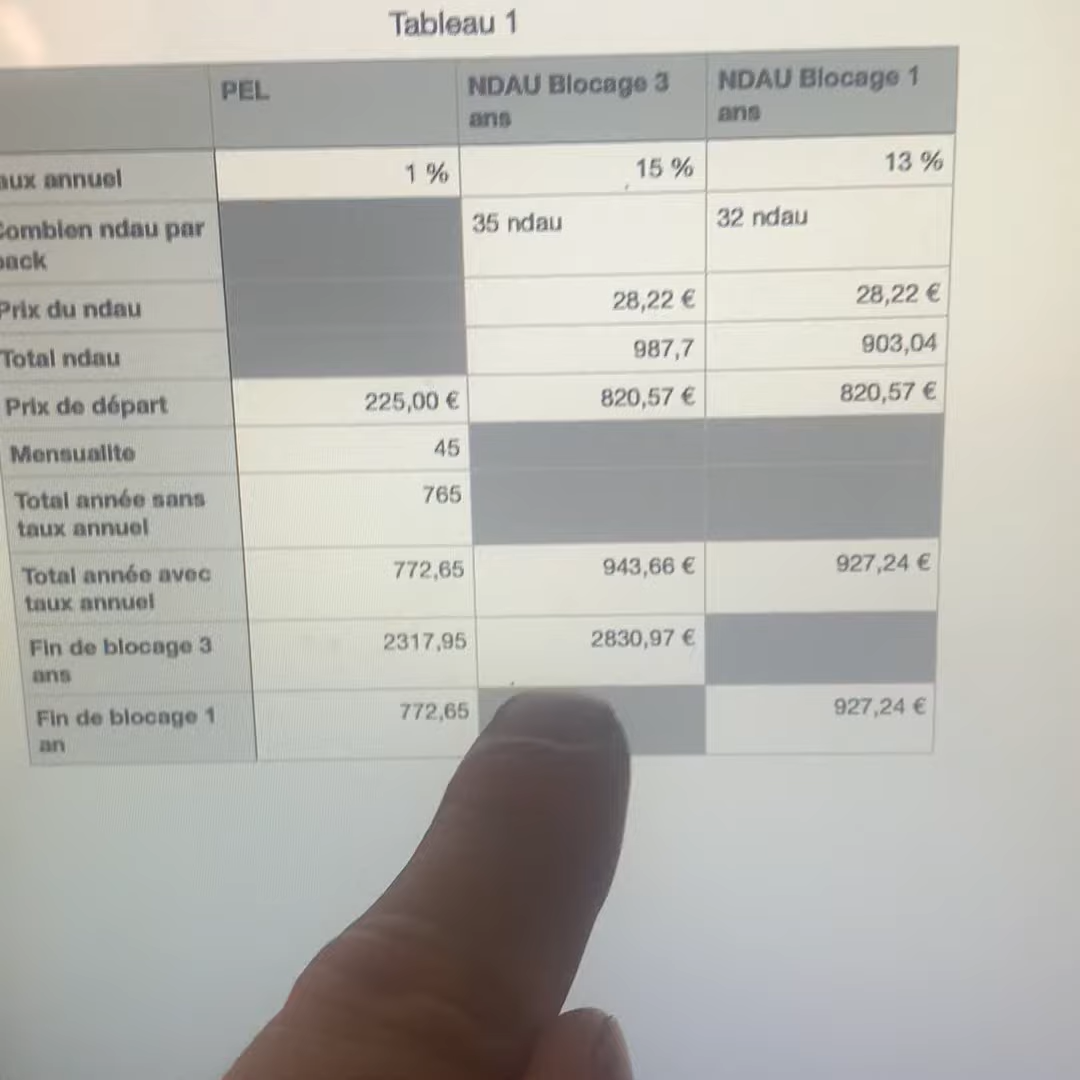 Tableau 1
PEL
NDAU Blocage 3
ans
NDAU Blocage 1
ans
aux annuel
1 %
15 %
13 %
Combien ndau par
pack
35 ndau
32 ndau
Prix du ndau
28,22 €
28,22 €
Total ndau
987,7
903,04
Prix de départ
225,00 €
820,57 €
820,57 €
Mensualite
45
Total année sans
taux annuel
765
Total année avec
taux annuel
772,65
943,66 €
927,24 €
Fin de blocage 3
ans
2317,95
2830,97 €
Fin de blocage 1
an
772,65
927,24 €